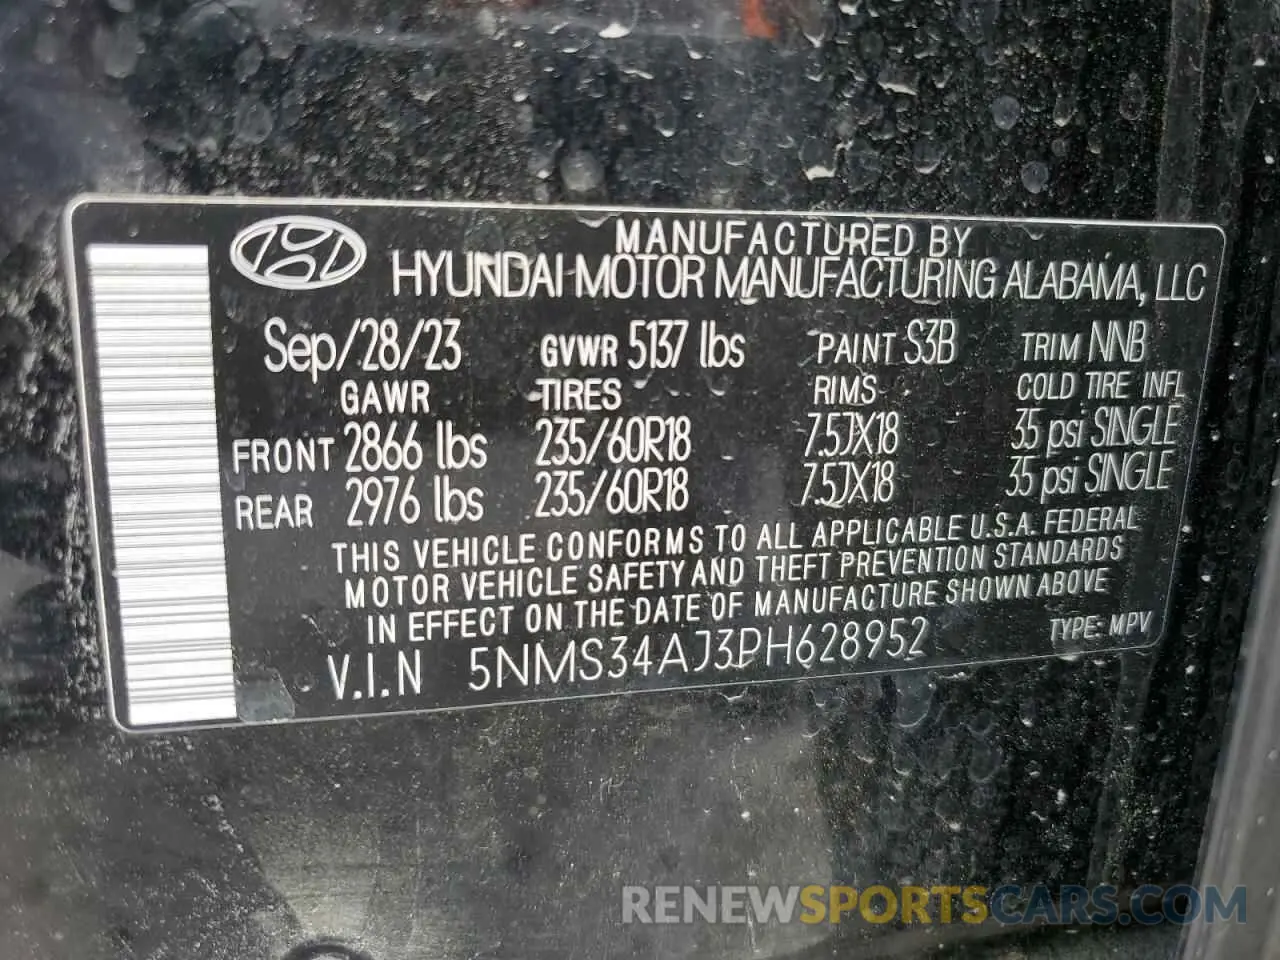 MANUFACTURED BY
HYUNDAI MOTOR MANUFACTURING ALABAMA, LLC
Sep/28/23 GVWR 5137 lbs PAINT S3B TRIM NNB
GAWR TIRES RIMS COLD TIRE INFL
FRONT 2866 lbs 235/60R18 7.5JX18 35 psi SINGLE
REAR 2976 lbs 235/60R18 7.5JX18 35 psi SINGLE
THIS VEHICLE CONFORMS TO ALL APPLICABLE U.S.A. FEDERAL
MOTOR VEHICLE SAFETY AND THEFT PREVENTION STANDARDS
IN EFFECT ON THE DATE OF MANUFACTURE SHOWN ABOVE
V.I.N 5NMS34AJ3PH628952 TYPE: MPV
RENEWSPORTSCARS.COM